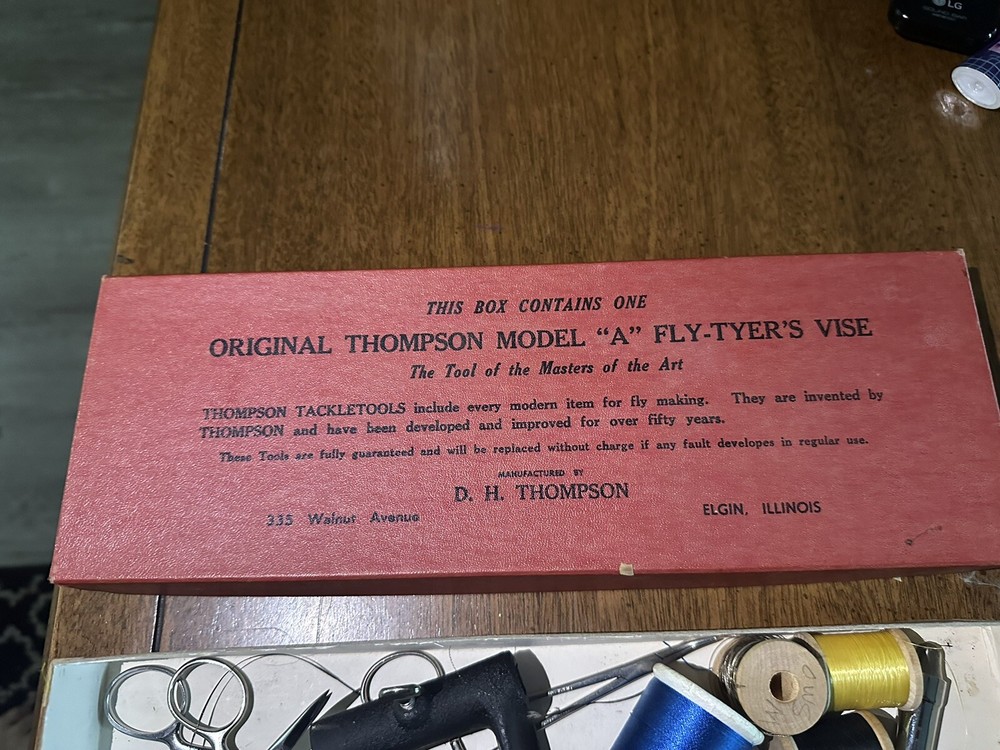 LG
THIS BOX CONTAINS ONE
ORIGINAL THOMPSON MODEL “A” FLY-TYER’S VISE
The Tool of the Masters of the Art
THOMPSON TACKLETOOLS include every modern item for fly making. They are invented by
THOMPSON and have been developed and improved for over fifty years.
These Tools are fully guaranteed and will be replaced without charge if any fault developes in regular use.
MANUFACTURED BY
D. H. THOMPSON
335 Walnut Avenue ELGIN, ILLINOIS